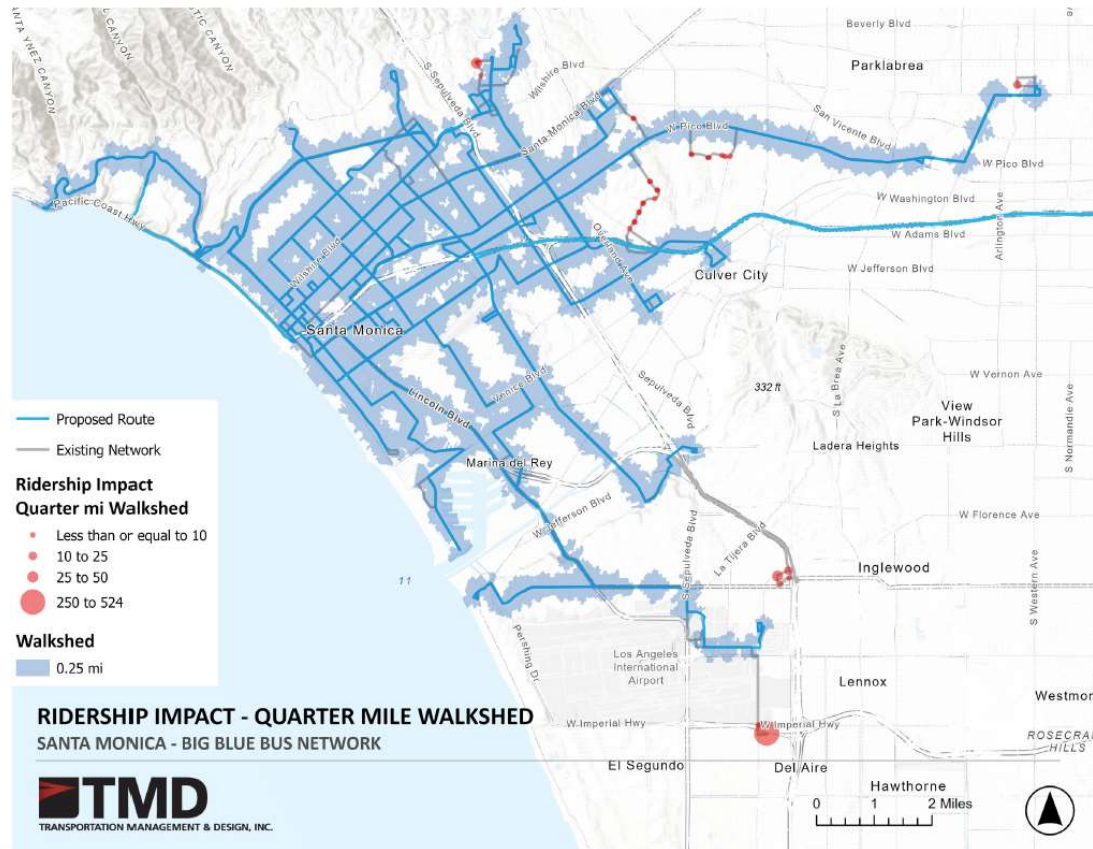 SANTA YNEZ CANYON
Beverly Blvd
Parklabrea
S Sepulveda Blvd
Wilshire Blvd
Santa Monica Blvd
W Pico Blvd
San Vicente Blvd
W Pico Blvd
W Washington Blvd
Arlington Ave
Pacific Coast Hwy
W Adams Blvd
Overland Ave
Wilshire Blvd
Culver City
W Jefferson Blvd
Santa Monica
Sepulveda Blvd
332 ft
S La Brea Ave
W Vernon Ave
S Normandie Ave
Venice Blvd
Lincoln Blvd
View
Park-Windsor
Hills
Ladera Heights
Marina del Rey
W Jefferson Blvd
W Florence Ave
S Sepulveda Blvd
La Tijera Blvd
Inglewood
S Western Ave
11
Pershing Dr
Los Angeles
International
Airport
Lennox
Westmon
W Imperial Hwy
W Imperial Hwy
ROSECRAN
HILLS
El Segundo
Del Aire
Hawthorne
Proposed Route
Existing Network
Ridership Impact
Quarter mi Walkshed
Less than or equal to 10
10 to 25
25 to 50
250 to 524
Walkshed
0.25 mi
RIDERSHIP IMPACT - QUARTER MILE WALKSHED
SANTA MONICA - BIG BLUE BUS NETWORK
TMD
TRANSPORTATION MANAGEMENT & DESIGN, INC.
0 1 2 Miles